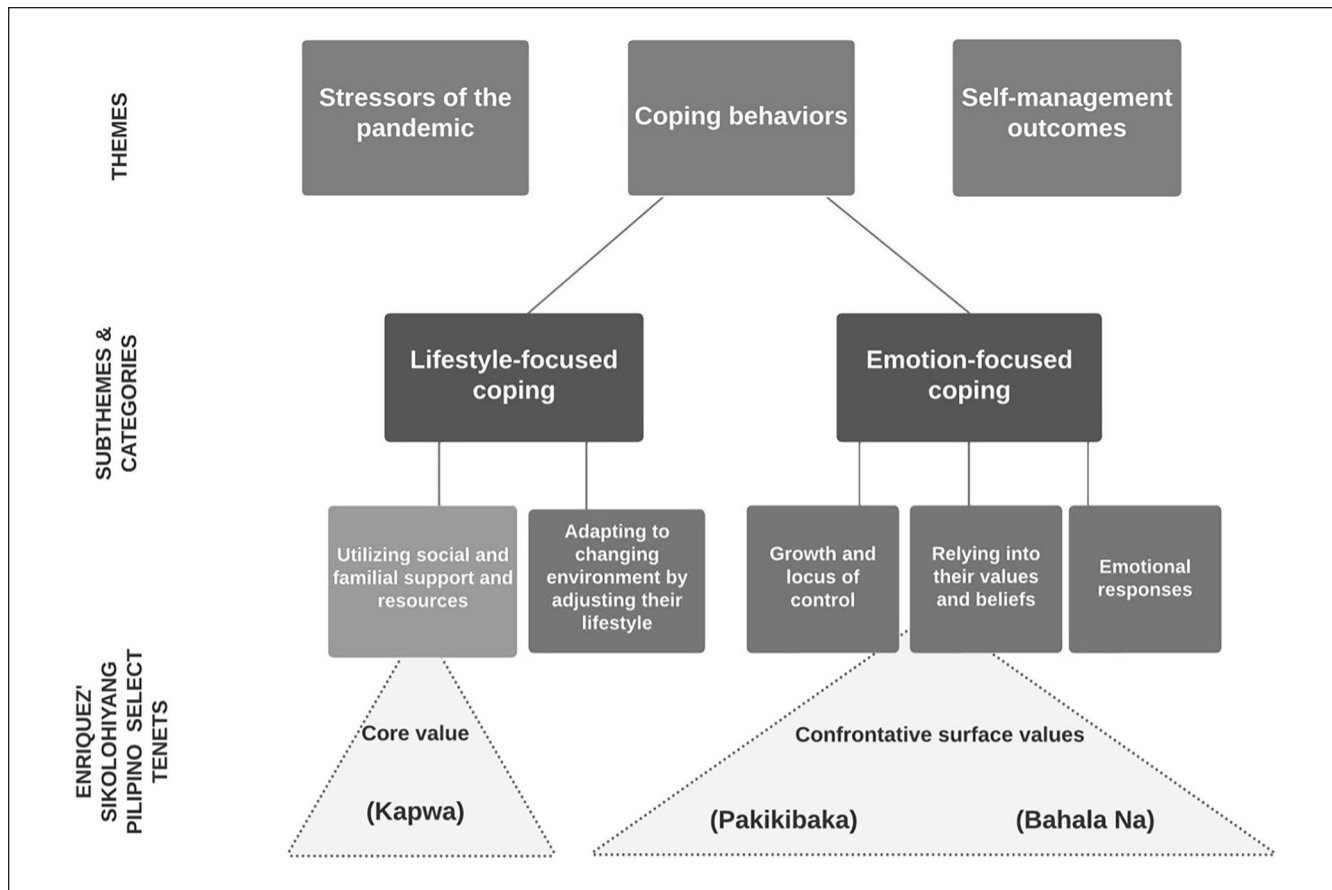 THEMES
Stressors of the
pandemic
Coping behaviors
Self-management
outcomes
SUBTHEMES &
CATEGORIES
Lifestyle-focused
coping
Emotion-focused
coping
Utilizing social and
familial support and
resources
Adapting to
changing
environment by
adjusting their
lifestyle
Growth and
locus of
control
Relying into
their values
and beliefs
Emotional
responses
ENRIQUEZ'
SIKOLOHIYANG
PILIPINO SELECT
TENETS
Core value
(Kapwa)
Confrontative surface values
(Pakikibaka)
(Bahala Na)